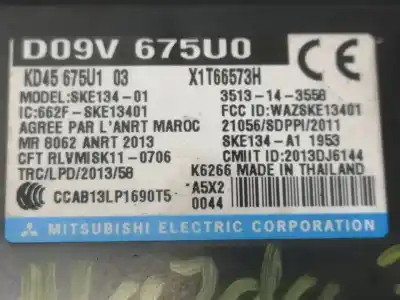 D09V 675U0
KD45 675U1 03 X1T66573H
MODEL:SKE134-01 3513-14-3558
IC:662F-SKE13401 FCC ID:WAZSKE13401
AGREE PAR L'ANRT MAROC 21056/SDPPI/2011
MR 8062 ANRT 2013 SKE134-A1 1953
CFT RLVMISK11-0706 CMIIT ID:2013DJ6144
TRC/LPD/2013/58 K6266 MADE IN THAILAND
CCAB13LP1690T5 A5X2
0044
MITSUBISHI ELECTRIC CORPORATION